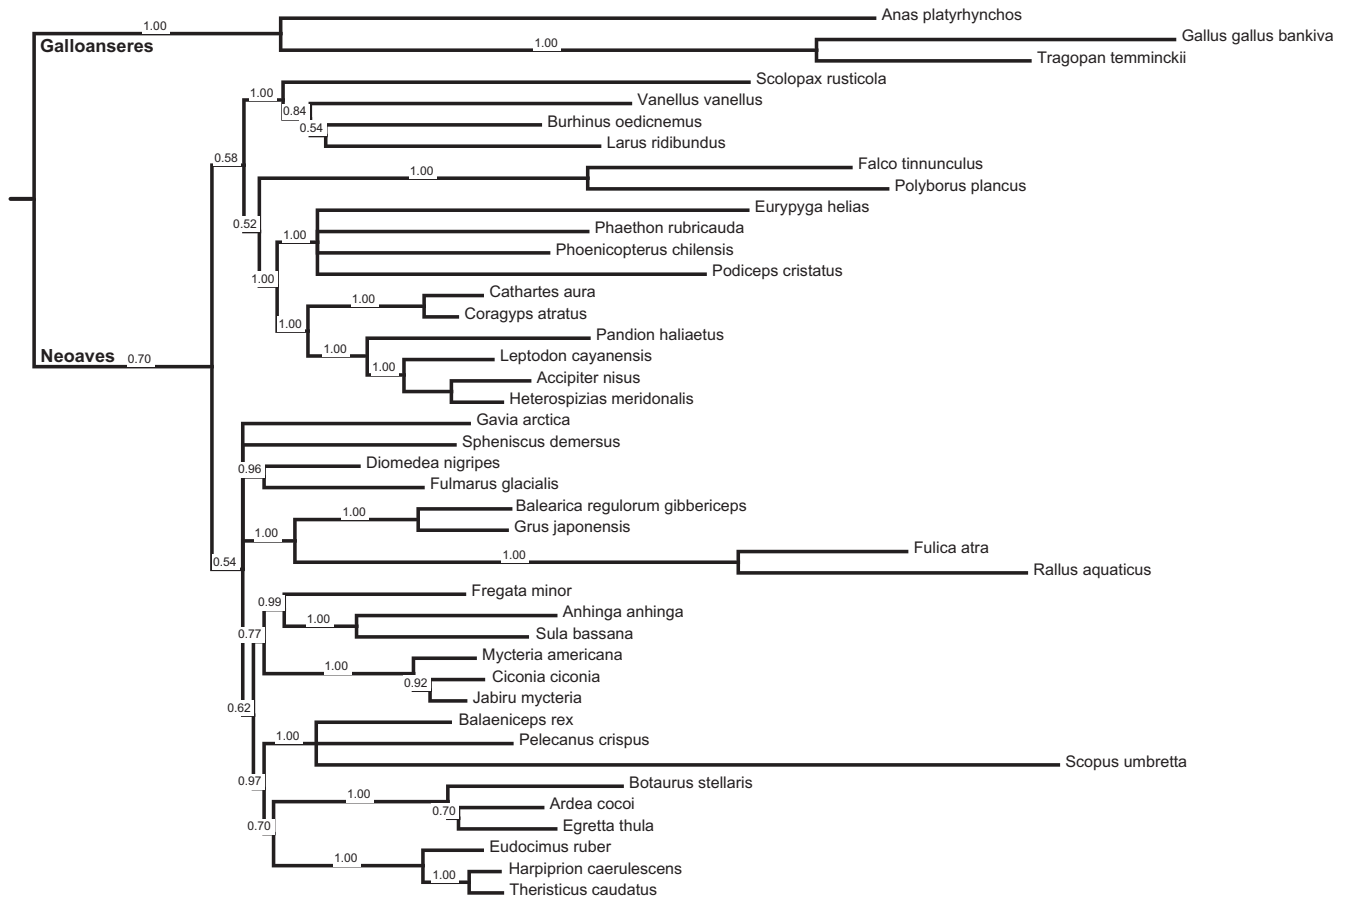 Anas platyrhynchos
1.00
Gallus gallus bankiva
Galloanseres
1.00
Tragopan temminckii
Scolopax rusticola
1.00
Vanellus vanellus
0.84
Burhinus oedicnemus
0.54
Larus ridibundus
0.58
Falco tinnunculus
1.00
Polyborus plancus
Eurypyga helias
0.52
Phaethon rubricauda
1.00
Phoenicopterus chilensis
Podiceps cristatus
1.00
Cathartes aura
1.00
Coragyps atratus
1.00
Pandion haliaetus
1.00
Neoaves 0.70
Leptodon cayanensis
1.00
Accipiter nisus
Heterospizias meridonalis
Gavia arctica
Spheniscus demersus
Diomedea nigripes
0.96
Fulmarus glacialis
Balearica regulorum gibbericeps
1.00
Grus japonensis
1.00
Fulica atra
1.00
0.54
Rallus aquaticus
Fregata minor
0.99
Anhinga anhinga
1.00
0.77
Sula bassana
Mycteria americana
1.00
Ciconia ciconia
0.92
Jabiru mycteria
0.62
Balaeniceps rex
1.00
Pelecanus crispus
Scopus umbretta
0.97
Botaurus stellaris
1.00
Ardea cocoi
0.70
0.70
Egretta thula
Eudocimus ruber
1.00
Harpiprion caerulescens
1.00
Theristicus caudatus